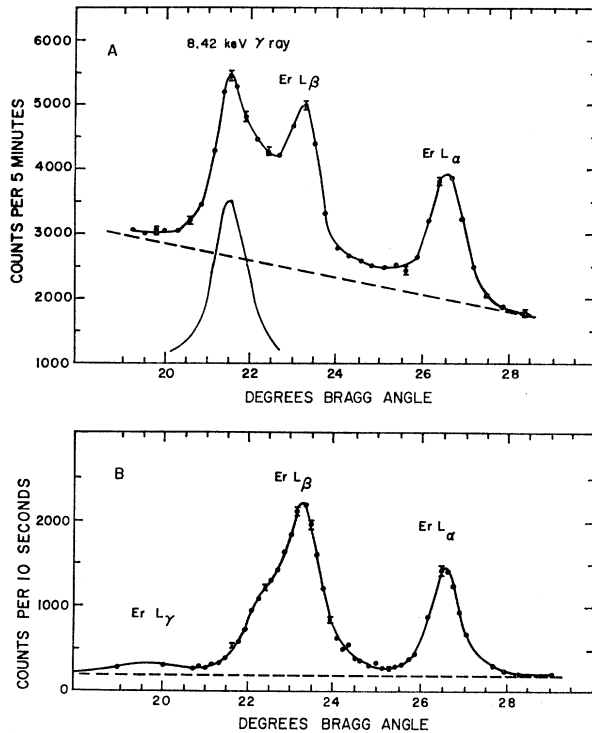 A
8.42 keV γ ray
Er Lβ
Er Lα
6000
5000
4000
3000
2000
1000
COUNTS PER 5 MINUTES
20 22 24 26 28
DEGREES BRAGG ANGLE
B
Er Lβ
Er Lα
Er Lγ
2000
1000
0
COUNTS PER 10 SECONDS
20 22 24 26 28
DEGREES BRAGG ANGLE